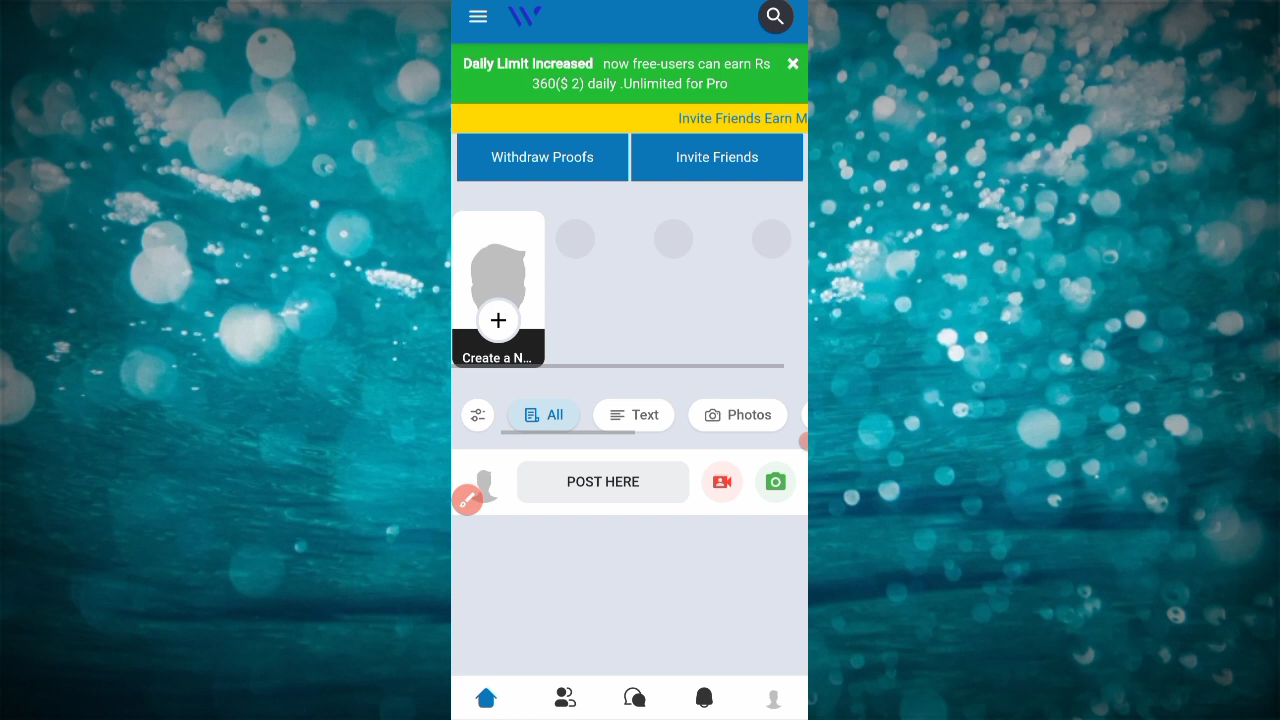 Daily Limit Increased now free-users can earn Rs
360($ 2) daily .Unlimited for Pro
Invite Friends Earn M
Withdraw Proofs
Invite Friends
Create a N...
All
Text
Photos
POST HERE